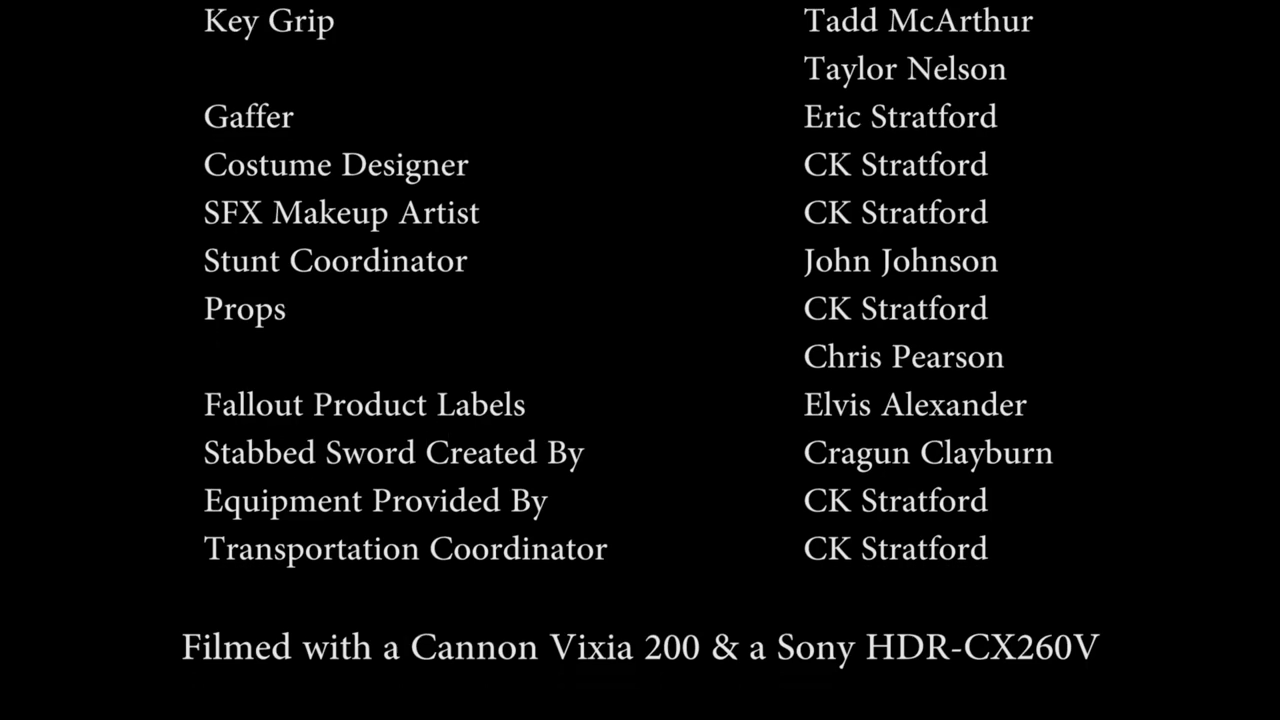 Key Grip Tadd McArthur
Taylor Nelson
Gaffer Eric Stratford
Costume Designer CK Stratford
SFX Makeup Artist CK Stratford
Stunt Coordinator John Johnson
Props CK Stratford
Chris Pearson
Fallout Product Labels Elvis Alexander
Stabbed Sword Created By Cragun Clayburn
Equipment Provided By CK Stratford
Transportation Coordinator CK Stratford
Filmed with a Cannon Vixia 200 & a Sony HDR-CX260V